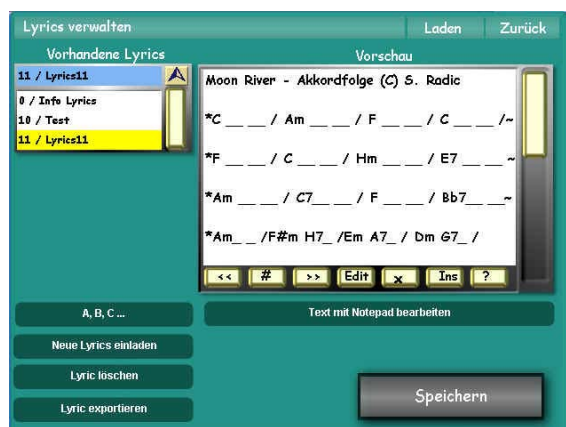 Lyrics verwalten Laden Zurück
Vorhandene Lyrics
11 / Lyrics11
0 / Info Lyrics
10 / Test
11 / Lyrics11
Vorschau
Moon River - Akkordfolge (C) S. Radic
*C __ __ / Am __ __ / F __ __ / C __ __ /~
*F __ __ / C __ __ / Hm __ __ / E7 __ __ ~
*Am __ __ / C7__ __ / F __ __ / Bb7__ __~
*Am_ _ /F#m H7_ /Em A7_ / Dm G7_ /
<< # >> Edit x Ins ?
A, B, C ...
Text mit Notepad bearbeiten
Neue Lyrics einladen
Lyric löschen
Lyric exportieren
Speichern